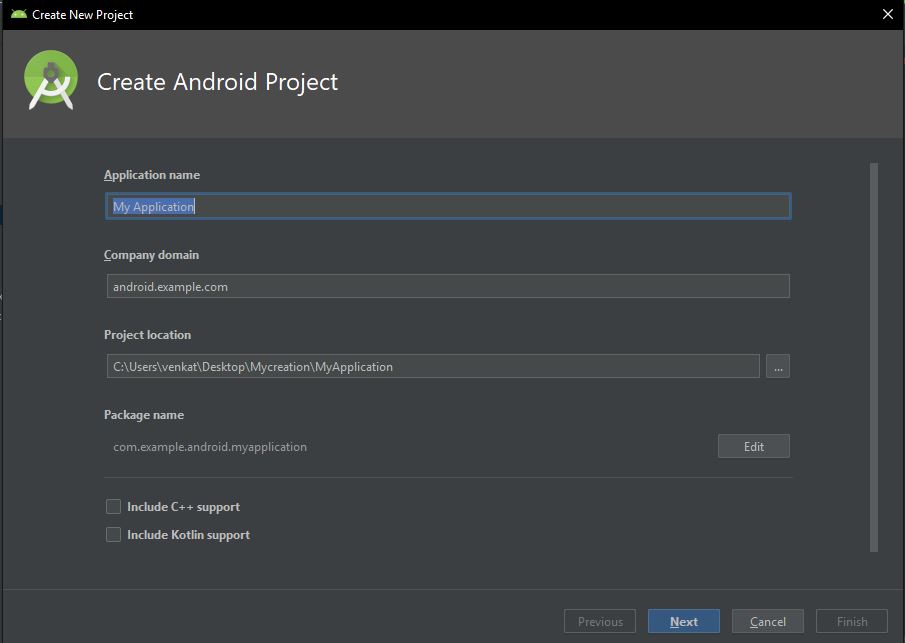 Create New Project
Create Android Project
Application name
My Application
Company domain
android.example.com
Project location
C:\Users\venkat\Desktop\Mycreation\MyApplication
...
Package name
com.example.android.myapplication
Edit
Include C++ support
Include Kotlin support
Previous
Next
Cancel
Finish